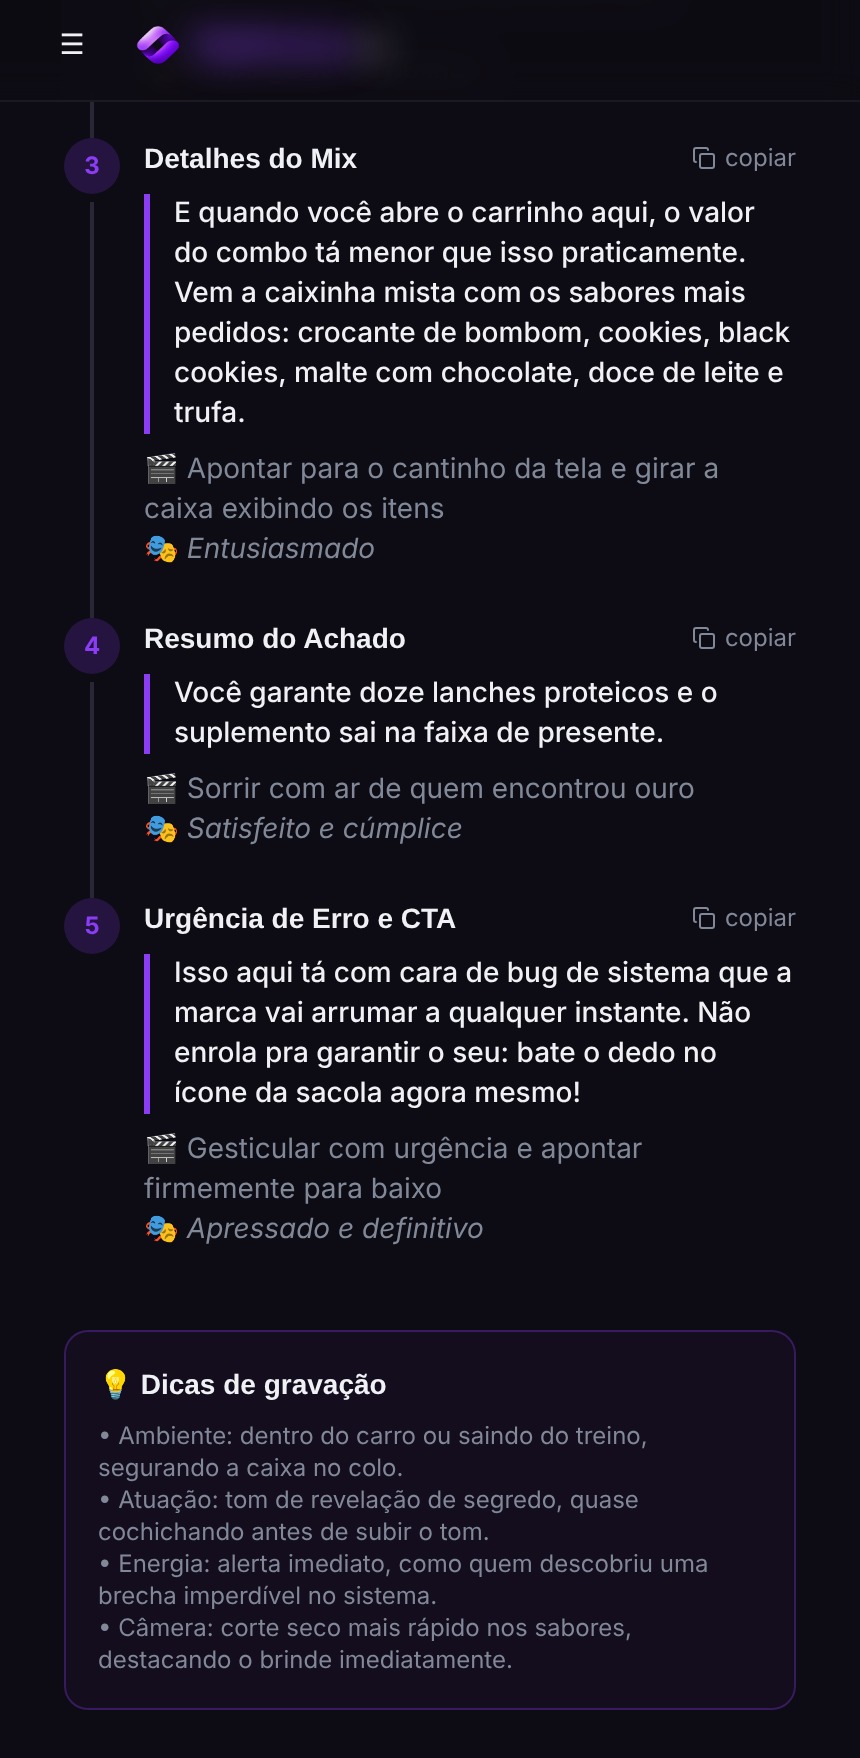 3
Detalhes do Mix
copiar
E quando você abre o carrinho aqui, o valor
do combo tá menor que isso praticamente.
Vem a caixinha mista com os sabores mais
pedidos: crocante de bombom, cookies, black
cookies, malte com chocolate, doce de leite e
trufa.
🎬 Apontar para o cantinho da tela e girar a
caixa exibindo os itens
🎭 Entusiasmado
4
Resumo do Achado
copiar
Você garante doze lanches proteicos e o
suplemento sai na faixa de presente.
🎬 Sorrir com ar de quem encontrou ouro
🎭 Satisfeito e cúmplice
5
Urgência de Erro e CTA
copiar
Isso aqui tá com cara de bug de sistema que a
marca vai arrumar a qualquer instante. Não
enrola pra garantir o seu: bate o dedo no
ícone da sacola agora mesmo!
🎬 Gesticular com urgência e apontar
firmemente para baixo
🎭 Apressado e definitivo
💡 Dicas de gravação
• Ambiente: dentro do carro ou saindo do treino,
segurando a caixa no colo.
• Atuação: tom de revelação de segredo, quase
cochichando antes de subir o tom.
• Energia: alerta imediato, como quem descobriu uma
brecha imperdível no sistema.
• Câmera: corte seco mais rápido nos sabores,
destacando o brinde imediatamente.